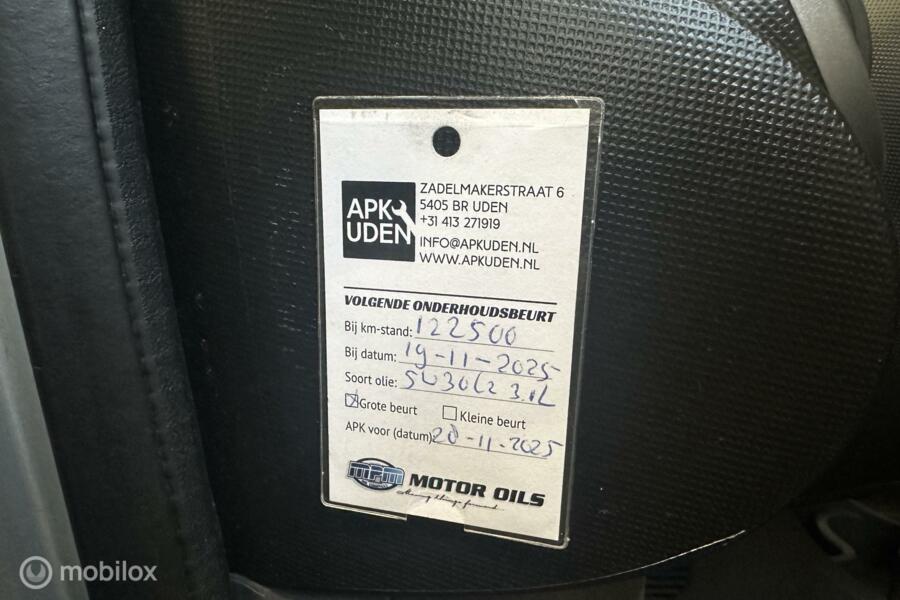 APK UDEN
ZADELMAKERSTRAAT 6
5405 BR UDEN
+31 413 271919
INFO@APKUDEN.NL
WWW.APKUDEN.NL
VOLGENDE ONDERHOUDSBEURT
Bij km-stand: 122500
Bij datum: 19-11-2025
Soort olie: 5W30C2 3.1L
Grote beurt Kleine beurt
APK voor (datum) 20-11-2025
MPM MOTOR OILS
mobilox